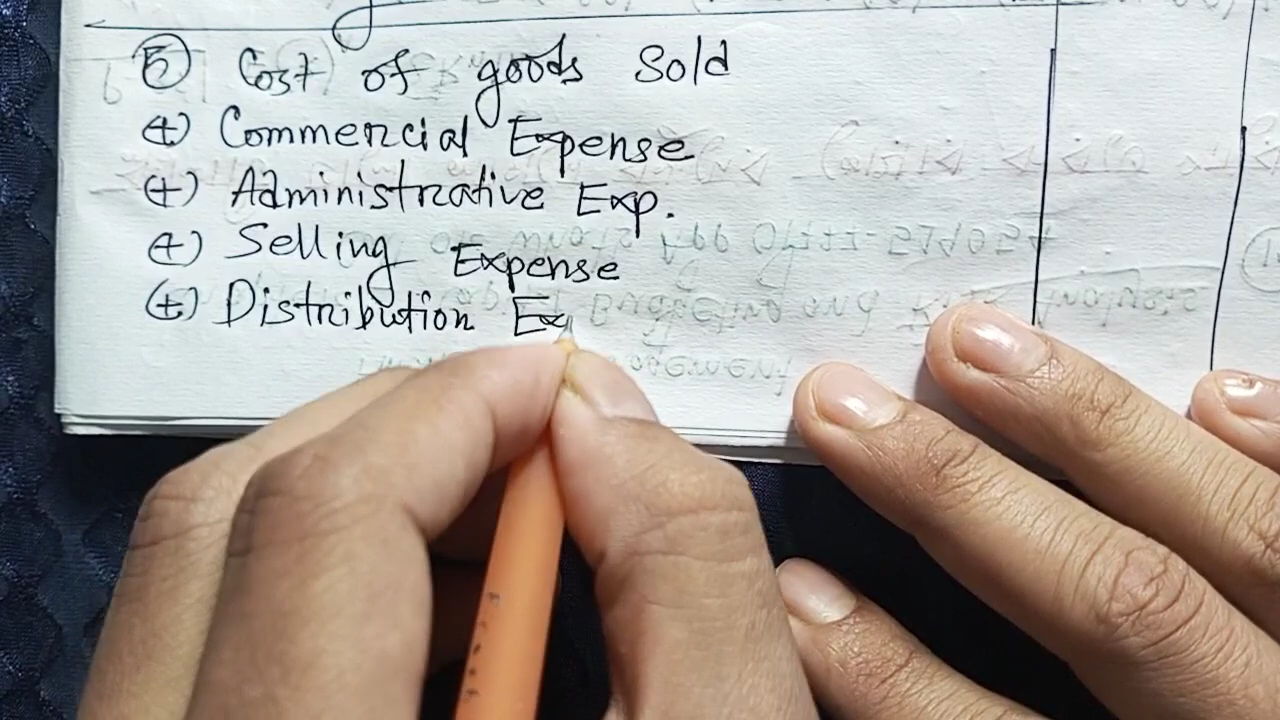 ⑤ Cost of goods Sold
(+) Commercial Expense
(+) Administrative Exp.
(+) Selling Expense
(+) Distribution Ex